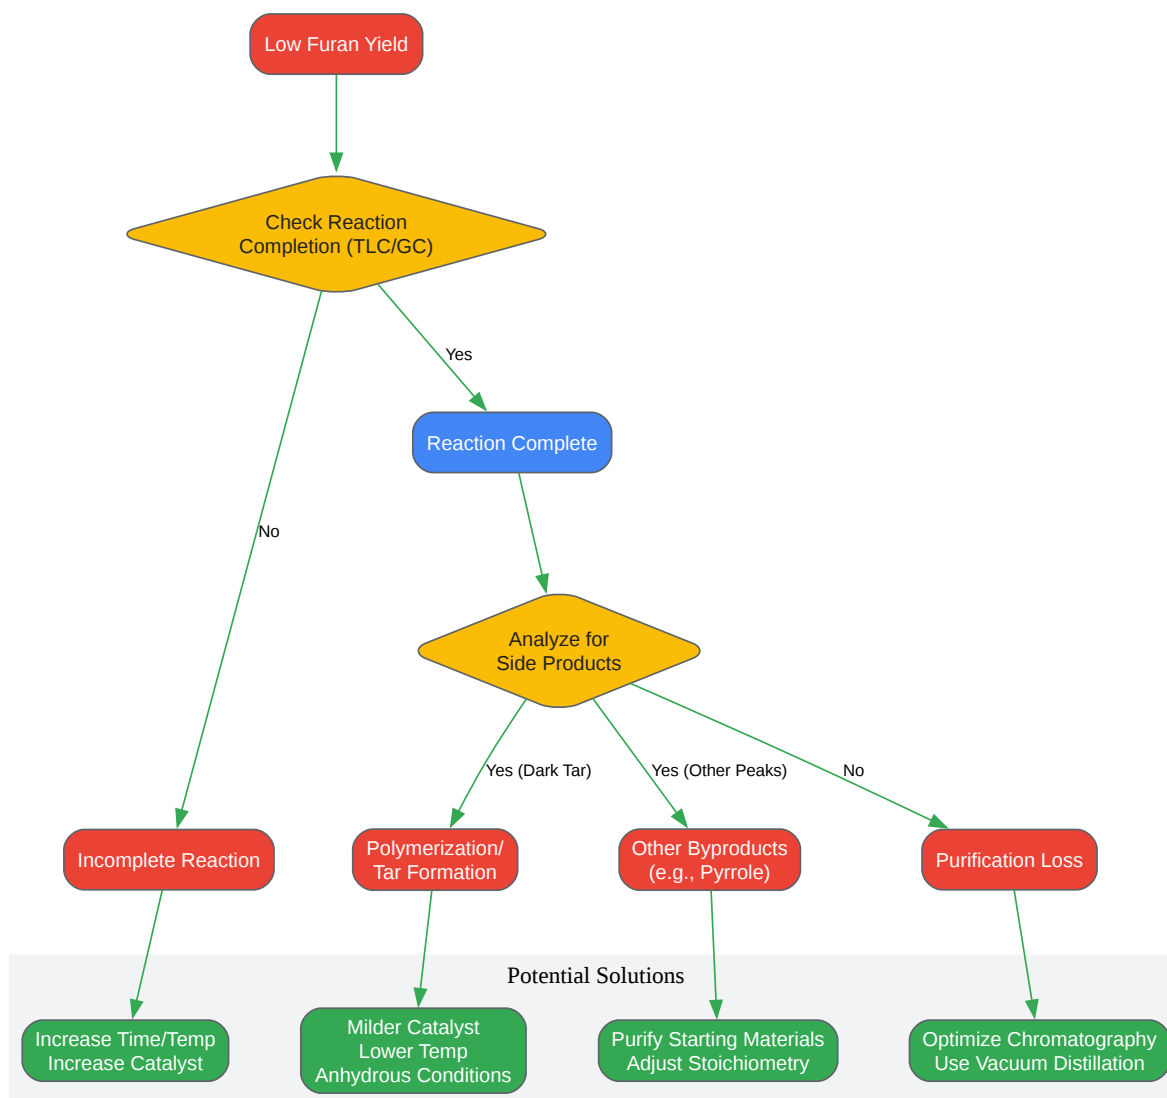 Low Furan Yield
Check Reaction
Completion (TLC/GC)
Yes
Reaction Complete
No
Analyze for
Side Products
Yes (Dark Tar)
Yes (Other Peaks)
No
Incomplete Reaction
Polymerization/
Tar Formation
Other Byproducts
(e.g., Pyrrole)
Purification Loss
Potential Solutions
Increase Time/Temp
Increase Catalyst
Milder Catalyst
Lower Temp
Anhydrous Conditions
Purify Starting Materials
Adjust Stoichiometry
Optimize Chromatography
Use Vacuum Distillation